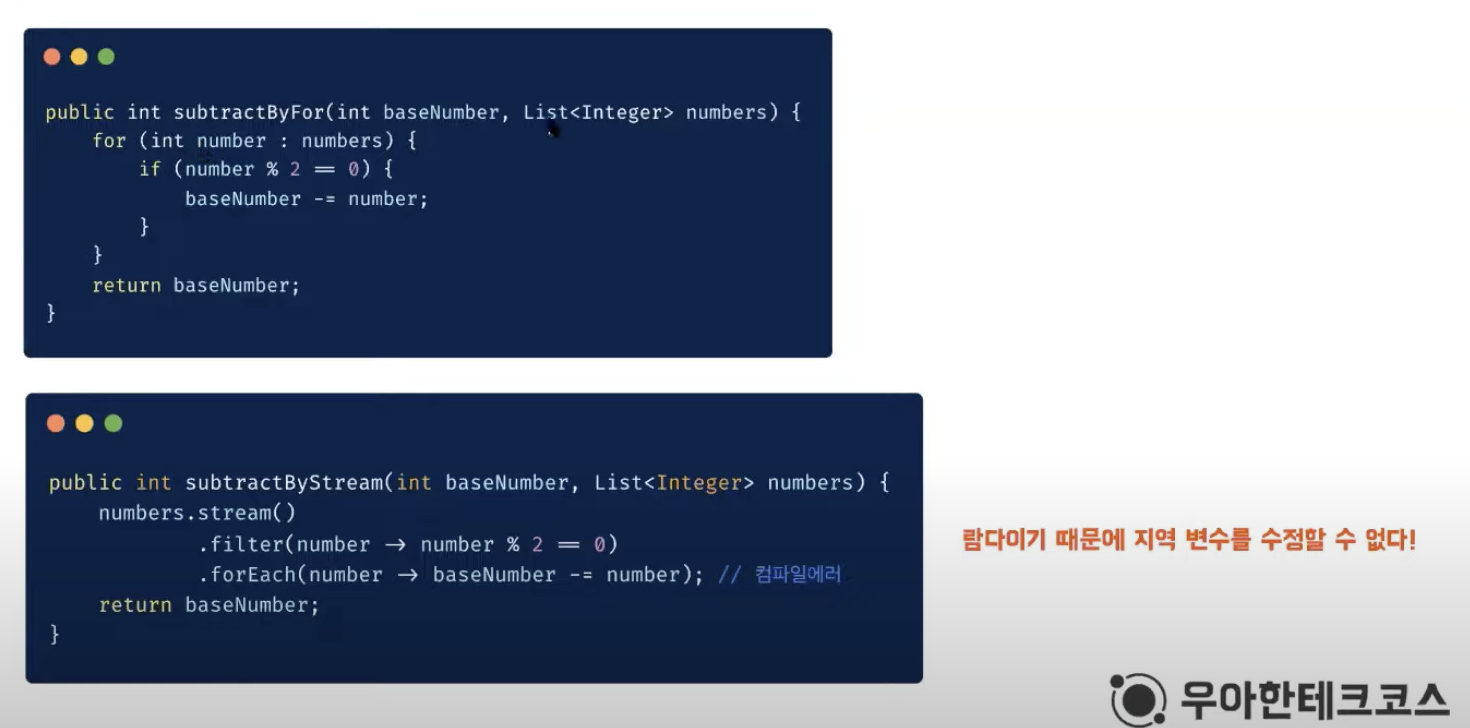 public int subtractByFor(int baseNumber, List<Integer> numbers) {
    for (int number : numbers) {
        if (number % 2 == 0) {
            baseNumber -= number;
        }
    }
    return baseNumber;
}
public int subtractByStream(int baseNumber, List<Integer> numbers) {
    numbers.stream()
            .filter(number -> number % 2 == 0)
            .forEach(number -> baseNumber -= number); // 컴파일에러
    return baseNumber;
}
람다이기 때문에 지역 변수를 수정할 수 없다!
우아한테크코스